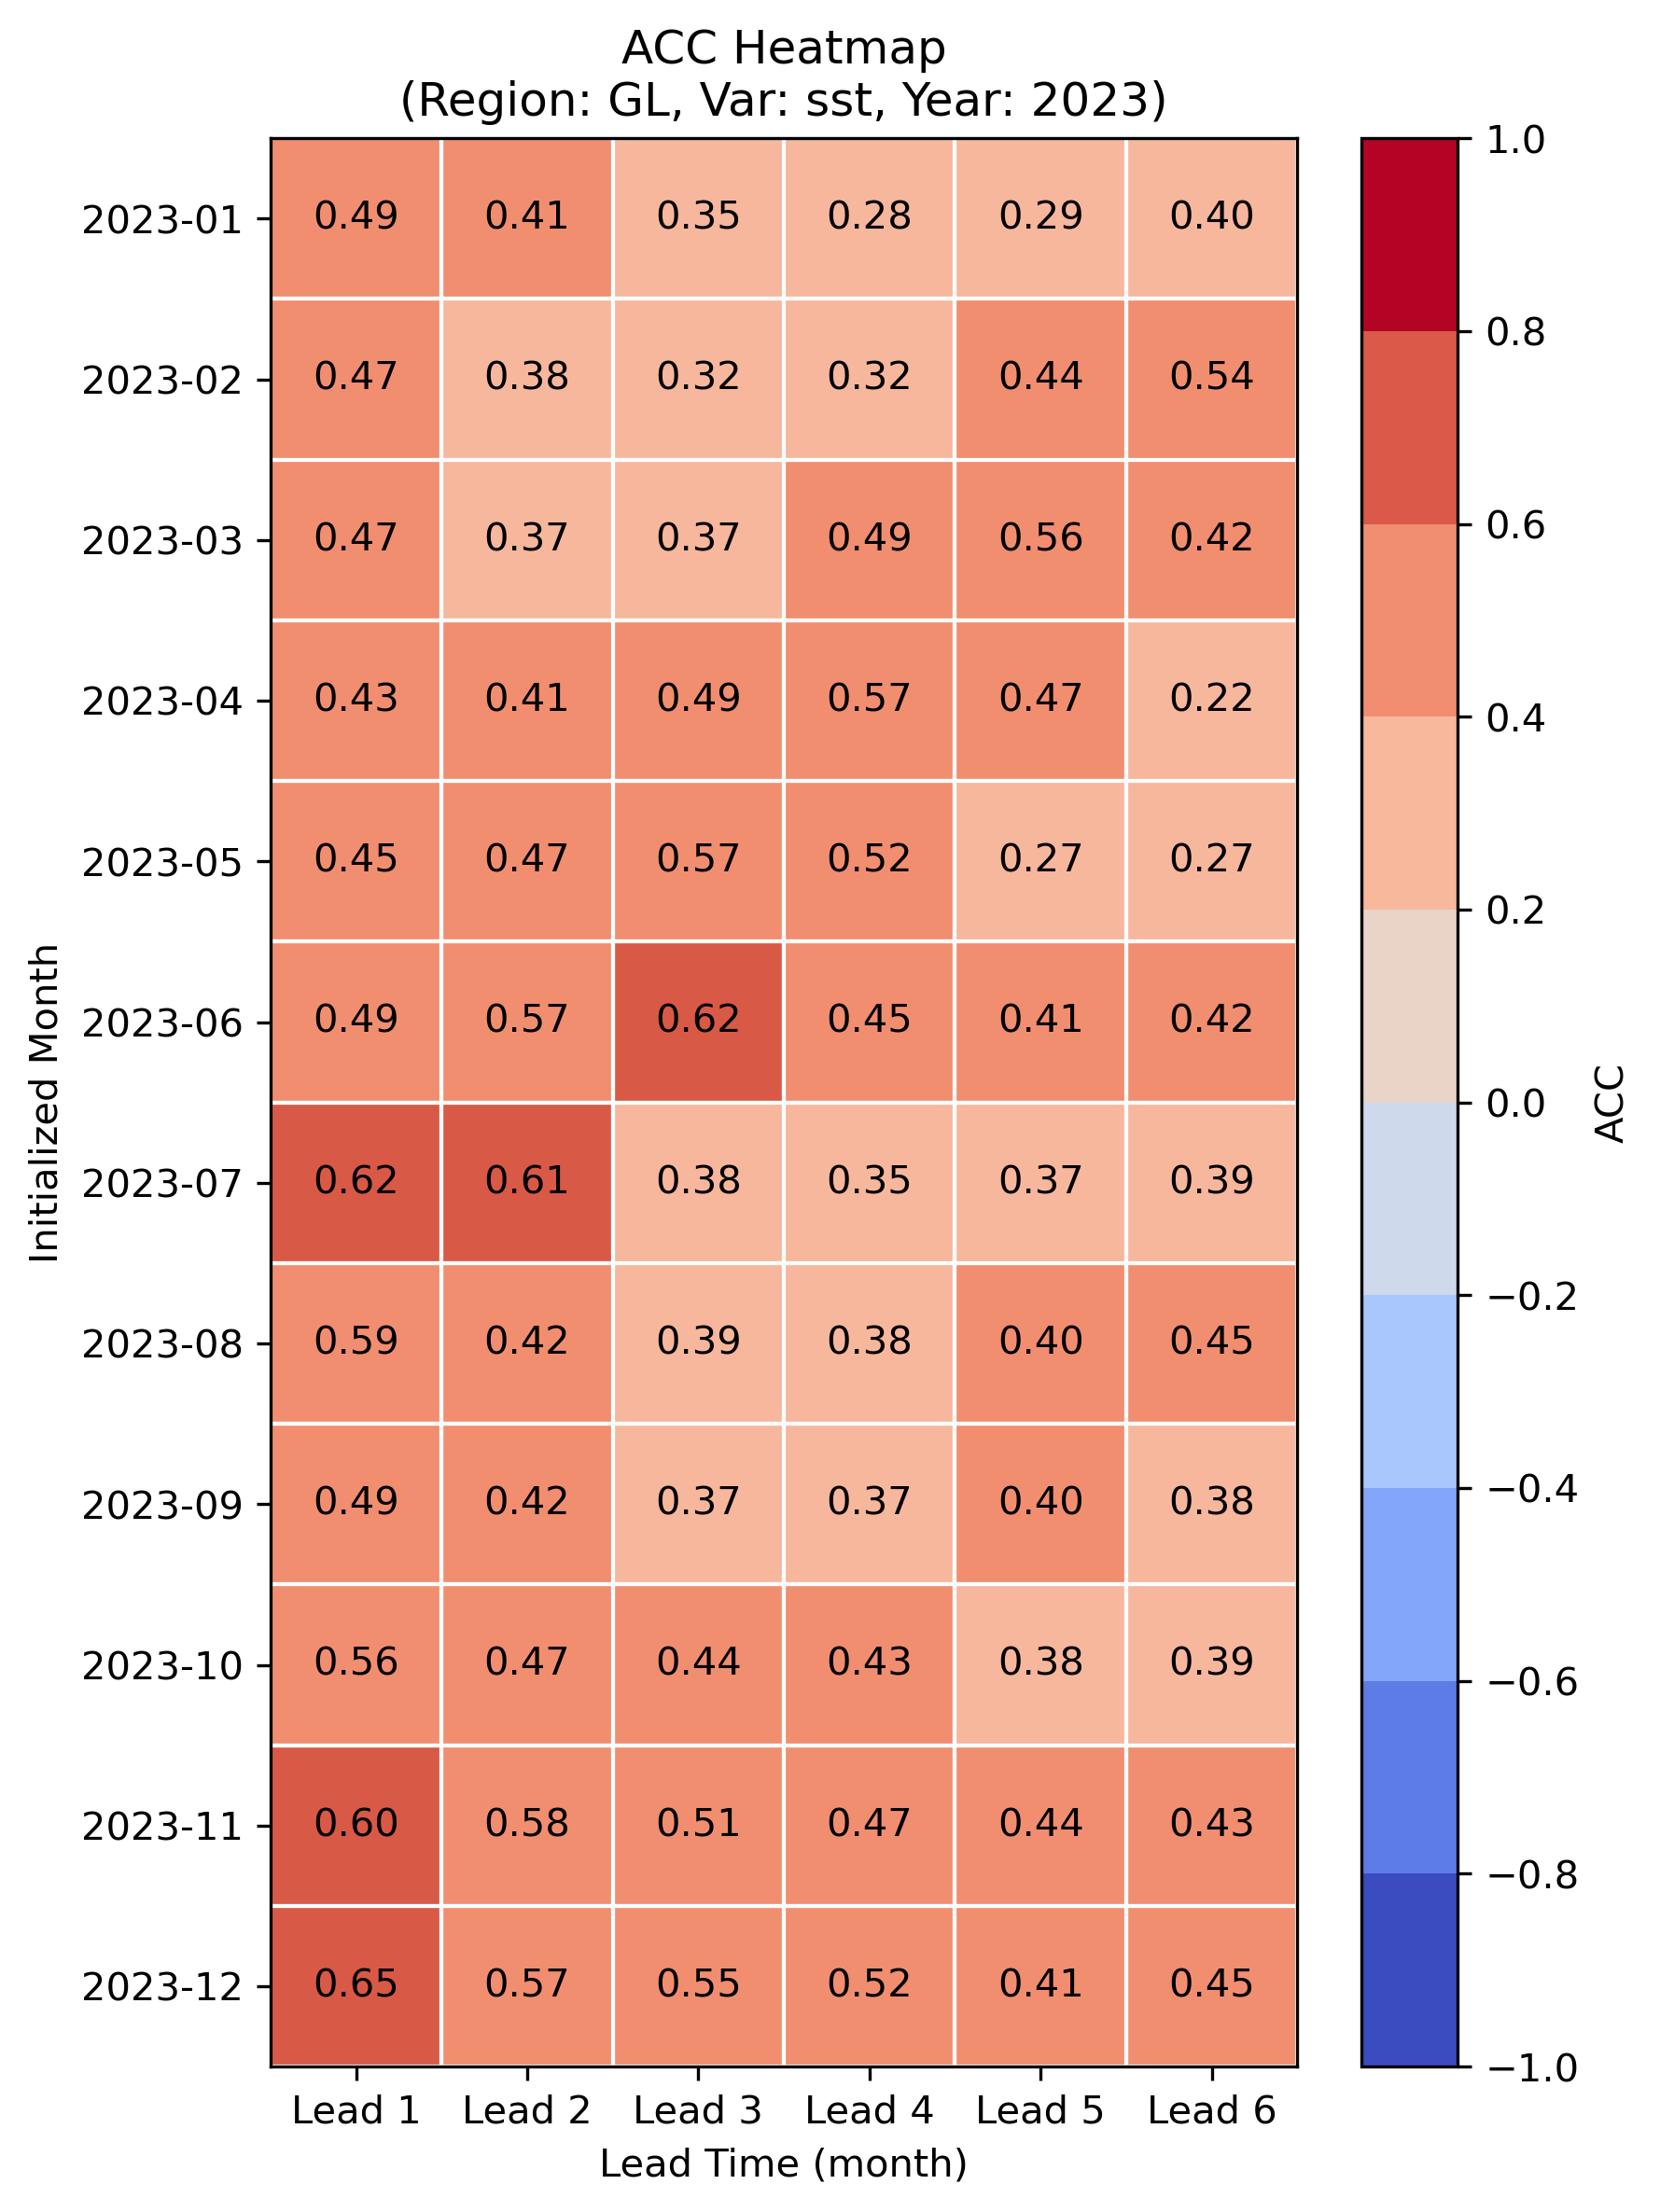 ACC Heatmap
(Region: GL, Var: sst, Year: 2023)
Initialized Month
2023-01 0.49 0.41 0.35 0.28 0.29 0.40
2023-02 0.47 0.38 0.32 0.32 0.44 0.54
2023-03 0.47 0.37 0.37 0.49 0.56 0.42
2023-04 0.43 0.41 0.49 0.57 0.47 0.22
2023-05 0.45 0.47 0.57 0.52 0.27 0.27
2023-06 0.49 0.57 0.62 0.45 0.41 0.42
2023-07 0.62 0.61 0.38 0.35 0.37 0.39
2023-08 0.59 0.42 0.39 0.38 0.40 0.45
2023-09 0.49 0.42 0.37 0.37 0.40 0.38
2023-10 0.56 0.47 0.44 0.43 0.38 0.39
2023-11 0.60 0.58 0.51 0.47 0.44 0.43
2023-12 0.65 0.57 0.55 0.52 0.41 0.45
Lead 1 Lead 2 Lead 3 Lead 4 Lead 5 Lead 6
Lead Time (month)
1.0
0.8
0.6
0.4
0.2
0.0
−0.2
−0.4
−0.6
−0.8
−1.0
ACC